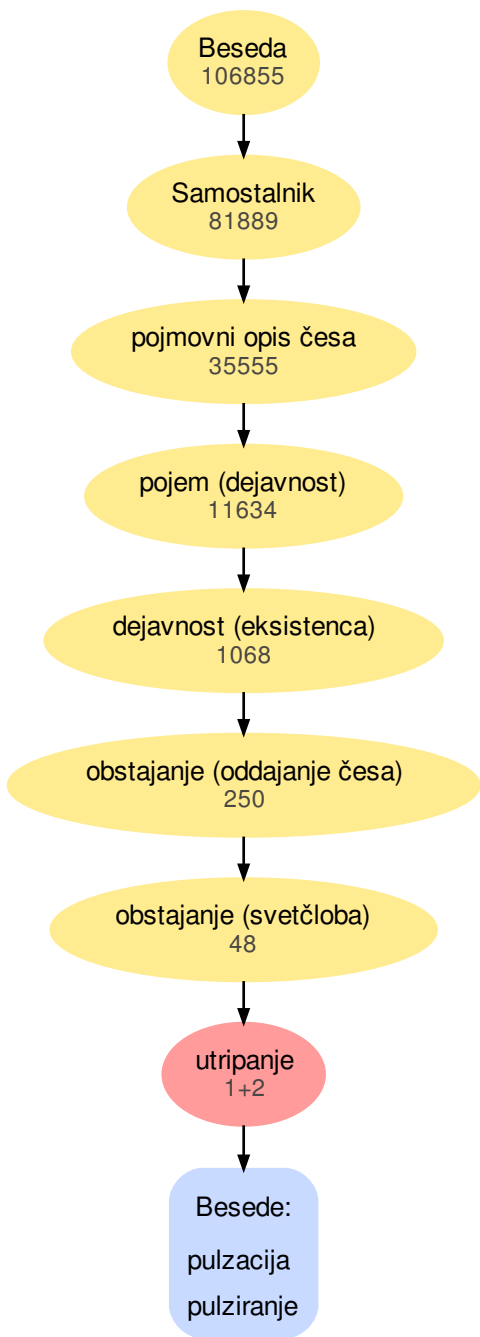 Beseda
106855
Samostalnik
81889
pojmovni opis česa
35555
pojem (dejavnost)
11634
dejavnost (eksistenca)
1068
obstajanje (oddajanje česa)
250
obstajanje (svetčloba)
48
utripanje
1+2
Besede:
pulzacija
pulziranje